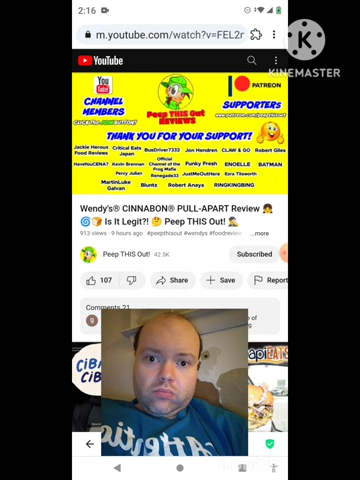 2:16
KINEMASTER
m.youtube.com/watch?v=FEL2r
YouTube
You
CHANNEL
MEMBERS
Peep THIS Out!
REVIEWS
PATREON
SUPPORTERS
THANK YOU FOR YOUR SUPPORT!
Jackie Heroux
Food Reviews
Critical Eats
Japan
BusDriver7332
Jon Hendren
CLAW & GO
Robert Giles
HaveYouCENA?
Kevin Brennan
Official
Channel of the
Frog Mafia
Punky Fresh
ENOELLE
BATMAN
Percy Julian
Renegade33
JustMeOutHere
Ezra Titsworth
MartinLuke
Galvan
Bluntz
Robert Anaya
RINGKINGBING
Wendy's® CINNABON® PULL-APART Review 👧
🌀🍞 Is It Legit?! 🤔 Peep THIS Out! 🕵️
913 views · 9 hours ago #peepthisout #wendys #foodreview ...more
Peep THIS Out! 42.5K
Subscribed
107
Share
Save
Report
Comments 21